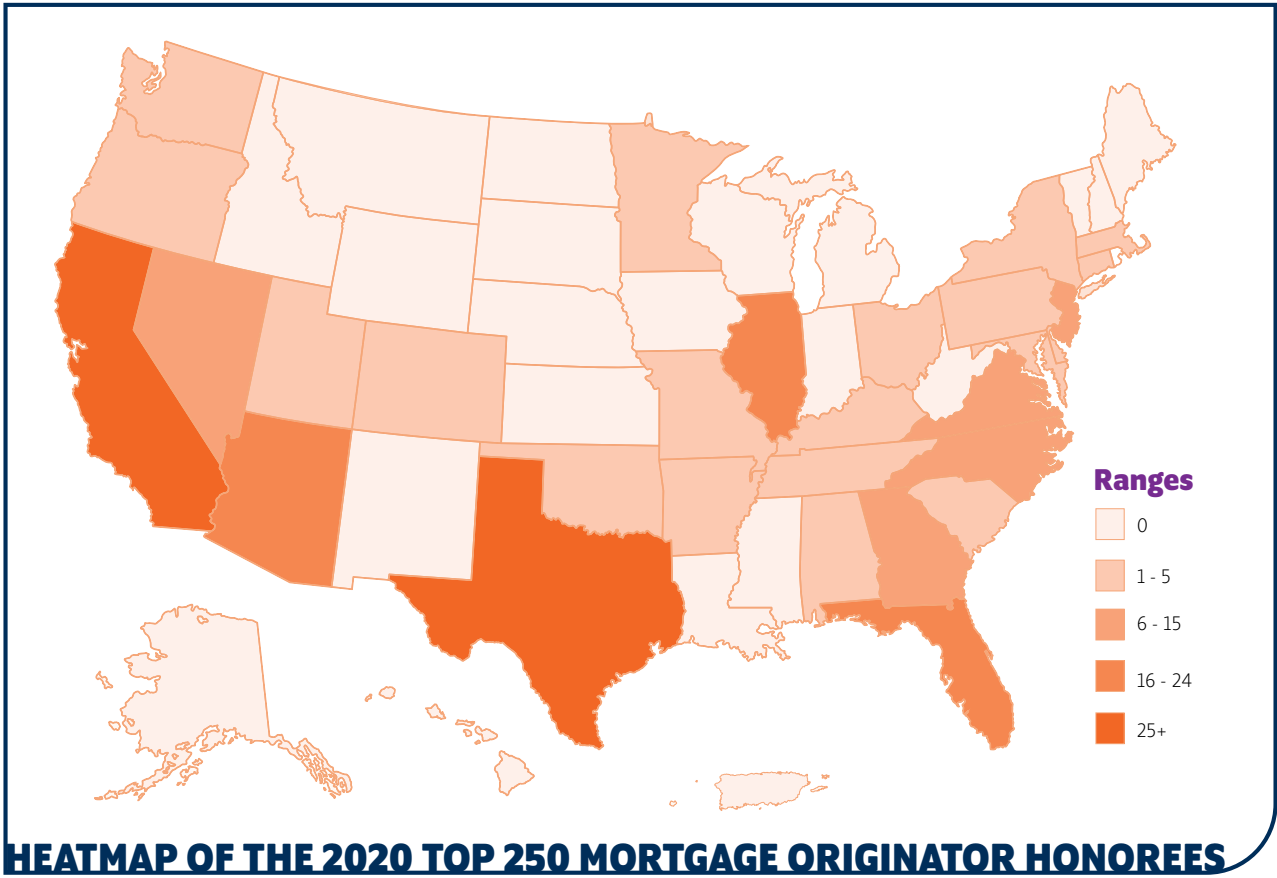 Ranges
0
1 - 5
6 - 15
16 - 24
25+
HEATMAP OF THE 2020 TOP 250 MORTGAGE ORIGINATOR HONOREES